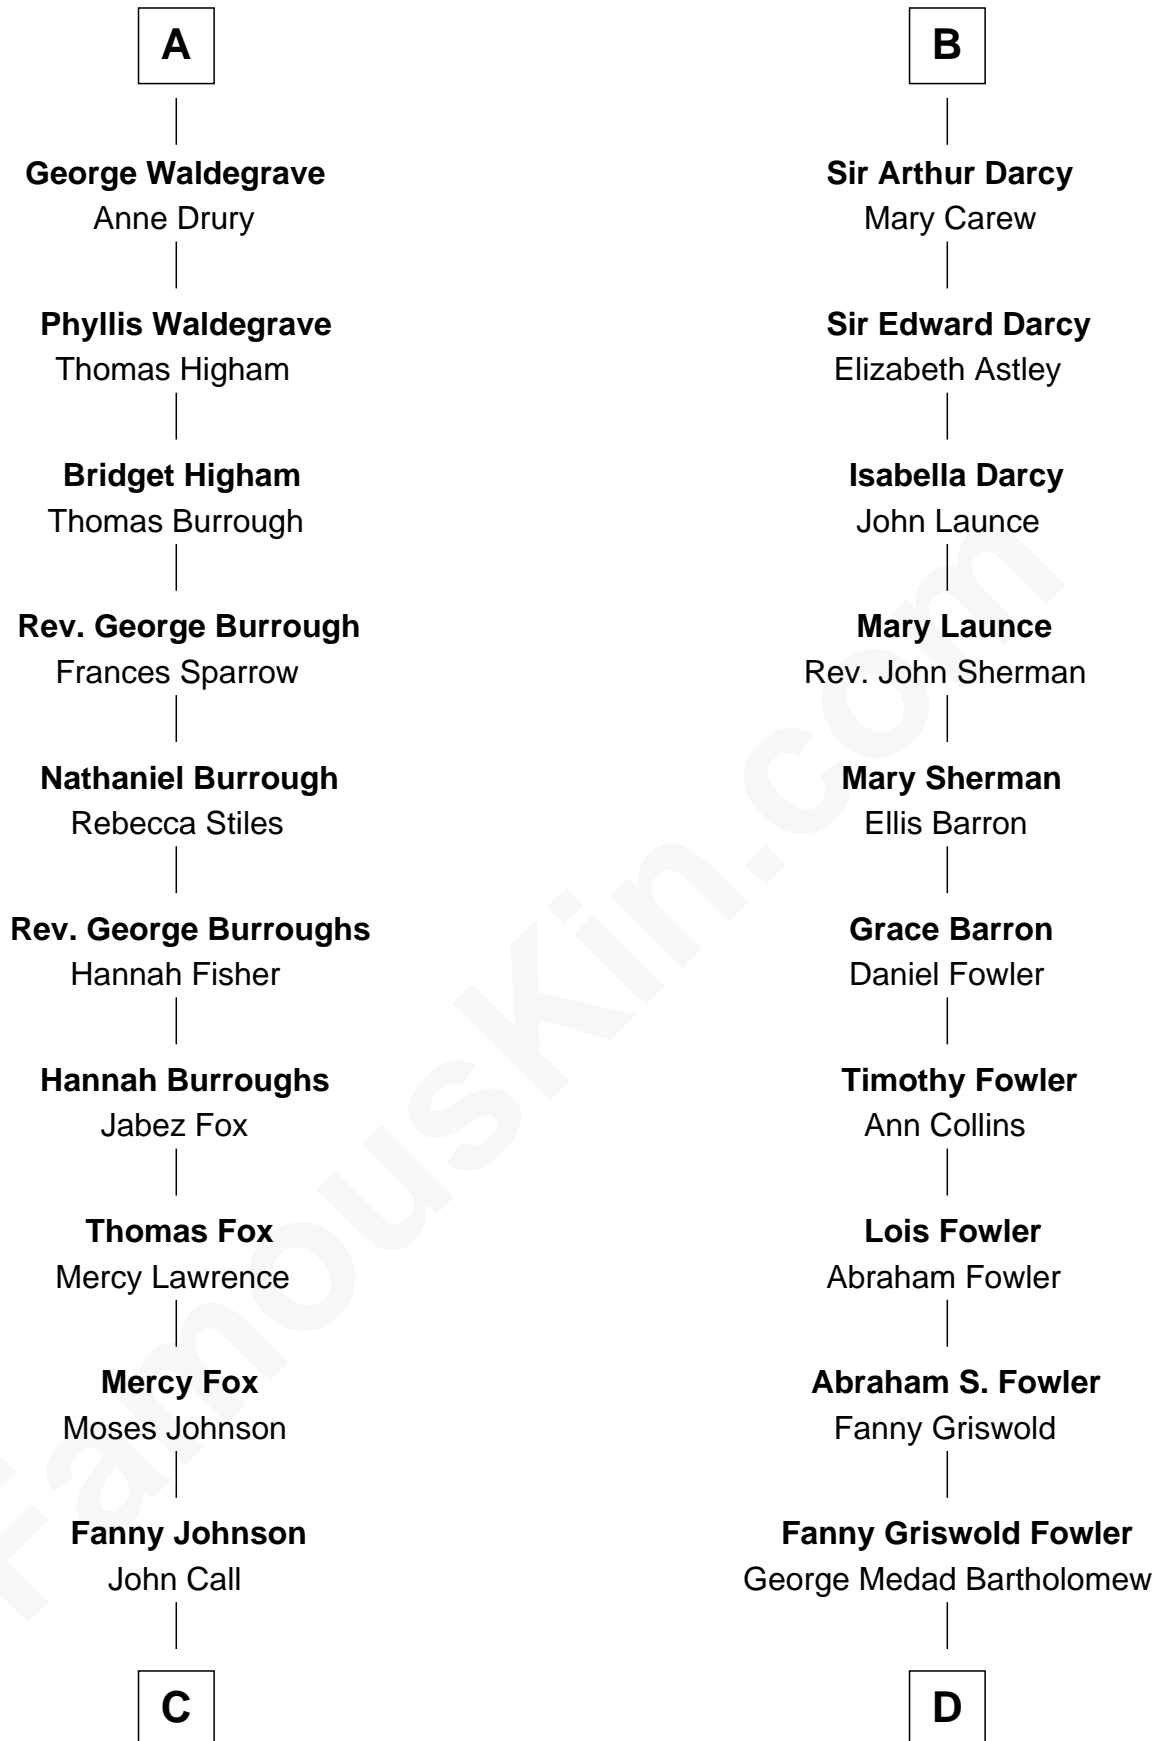 A
George Waldegrave
Anne Drury
Phyllis Waldegrave
Thomas Higham
Bridget Higham
Thomas Burrough
Rev. George Burrough
Frances Sparrow
Nathaniel Burrough
Rebecca Stiles
Rev. George Burroughs
Hannah Fisher
Hannah Burroughs
Jabez Fox
Thomas Fox
Mercy Lawrence
Mercy Fox
Moses Johnson
Fanny Johnson
John Call
C
B
Sir Arthur Darcy
Mary Carew
Sir Edward Darcy
Elizabeth Astley
Isabella Darcy
John Launce
Mary Launce
Rev. John Sherman
Mary Sherman
Ellis Barron
Grace Barron
Daniel Fowler
Timothy Fowler
Ann Collins
Lois Fowler
Abraham Fowler
Abraham S. Fowler
Fanny Griswold
Fanny Griswold Fowler
George Medad Bartholomew
D
FamousKin.com